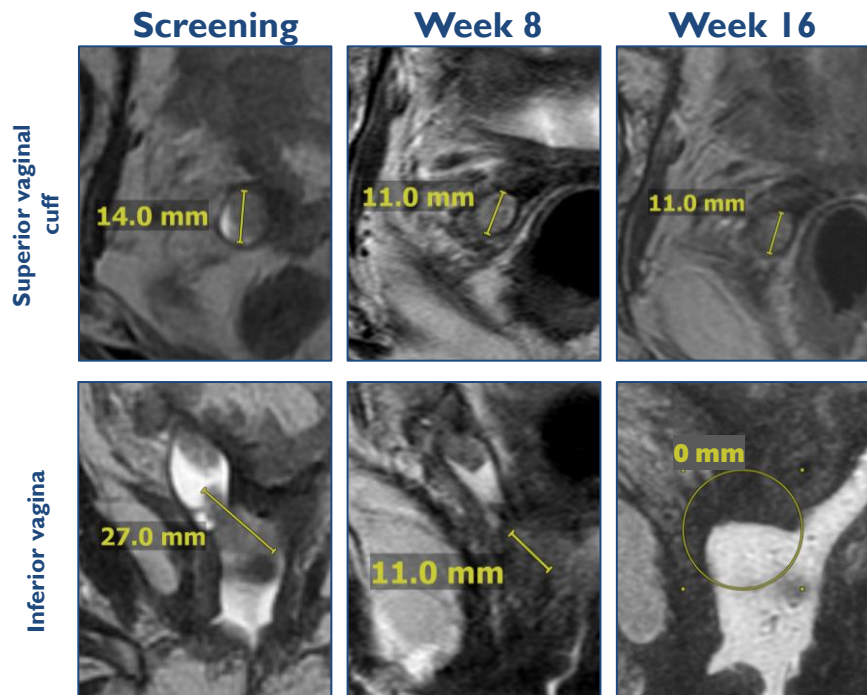 Screening Week 8 Week 16
Superior vaginal
cuff
14.0 mm 11.0 mm 11.0 mm
Inferior vagina
27.0 mm 11.0 mm 0 mm